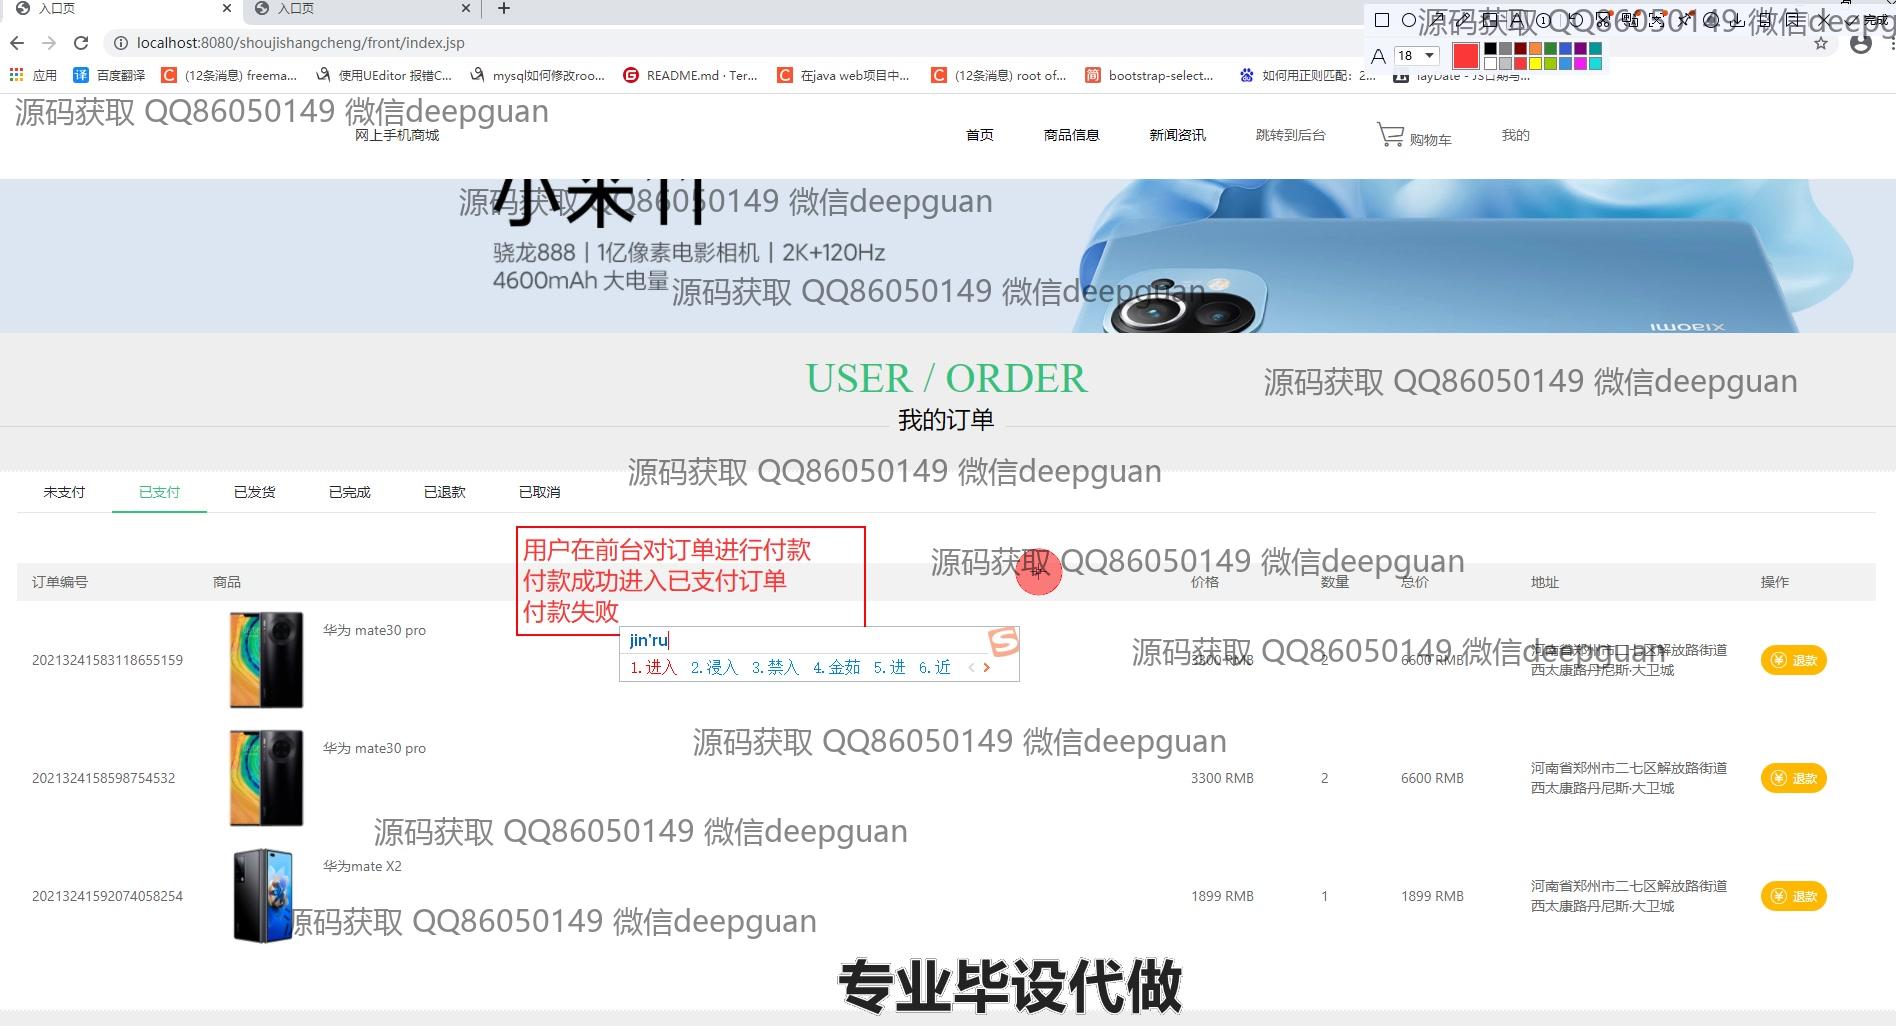 入口页
入口页
localhost:8080/shoujishangcheng/front/index.jsp
完成
A 18
应用 百度翻译 (12条消息) freema... 使用UEditor 报错C... mysql如何修改roo... README.md · Ter... 在java web项目中... (12条消息) root of... bootstrap-select... 如何用正则匹配: 2... layDate - JS日期与...
源码获取 QQ86050149 微信deepguan
源码获取 QQ86050149 微信deepguan
网上手机商城 首页 商品信息 新闻资讯 跳转到后台 购物车 我的
小米11
源码获取 QQ86050149 微信deepguan
骁龙888 | 1亿像素电影相机 | 2K+120Hz
4600mAh 大电量
源码获取 QQ86050149 微信deepguan
xiaomi
USER / ORDER
源码获取 QQ86050149 微信deepguan
我的订单
源码获取 QQ86050149 微信deepguan
未支付 已支付 已发货 已完成 已退款 已取消
用户在前台对订单进行付款
付款成功进入已支付订单
付款失败
源码获取 QQ86050149 微信deepguan
订单编号 商品 价格 数量 总价 地址 操作
jin'ru
1.进入 2.浸入 3.禁入 4.金茹 5.进 6.近
源码获取 QQ86050149 微信deepguan
华为 mate30 pro
20213241583118655159 3300 RMB 2 6600 RMB 河南省郑州市二七区解放路街道
西太康路丹尼斯·大卫城 退款
源码获取 QQ86050149 微信deepguan
华为 mate30 pro
2021324158598754532 3300 RMB 2 6600 RMB 河南省郑州市二七区解放路街道
西太康路丹尼斯·大卫城 退款
源码获取 QQ86050149 微信deepguan
华为mate X2
20213241592074058254 1899 RMB 1 1899 RMB 河南省郑州市二七区解放路街道
西太康路丹尼斯·大卫城 退款
源码获取 QQ86050149 微信deepguan
专业毕设代做